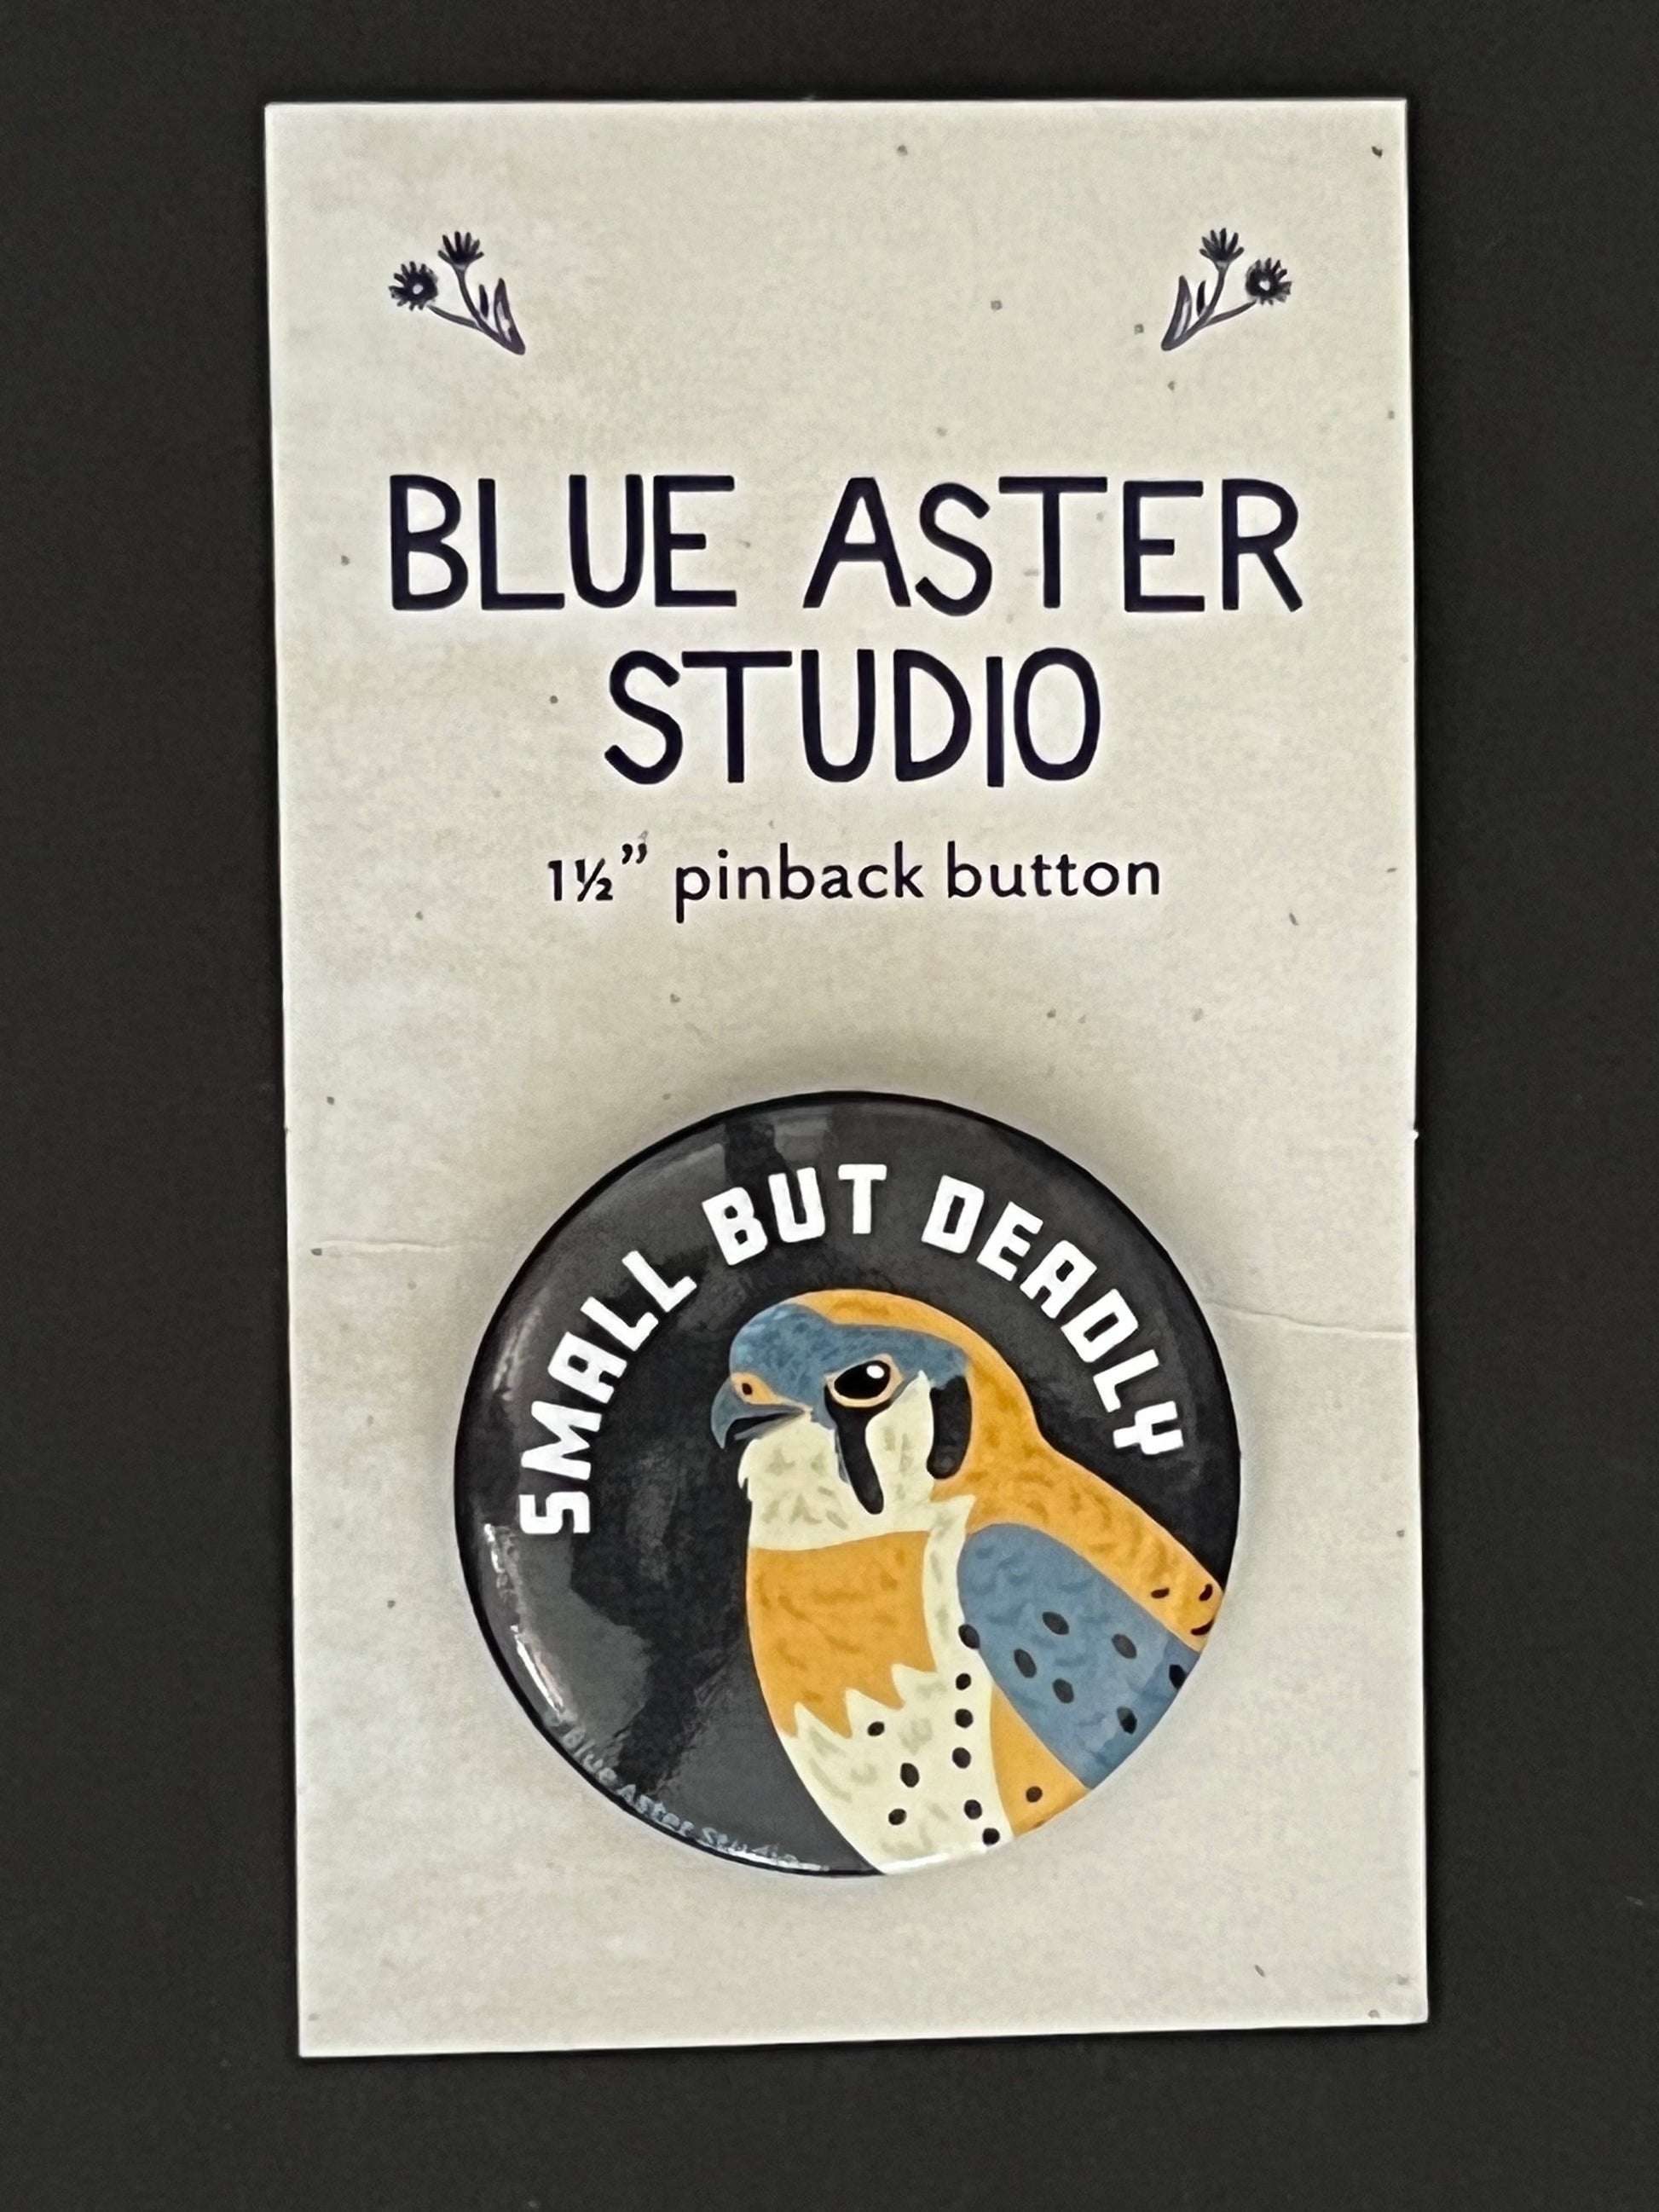 BLUE ASTER
STUDIO
1½” pinback button
SMALL BUT DEADLY
Blue Aster Studio